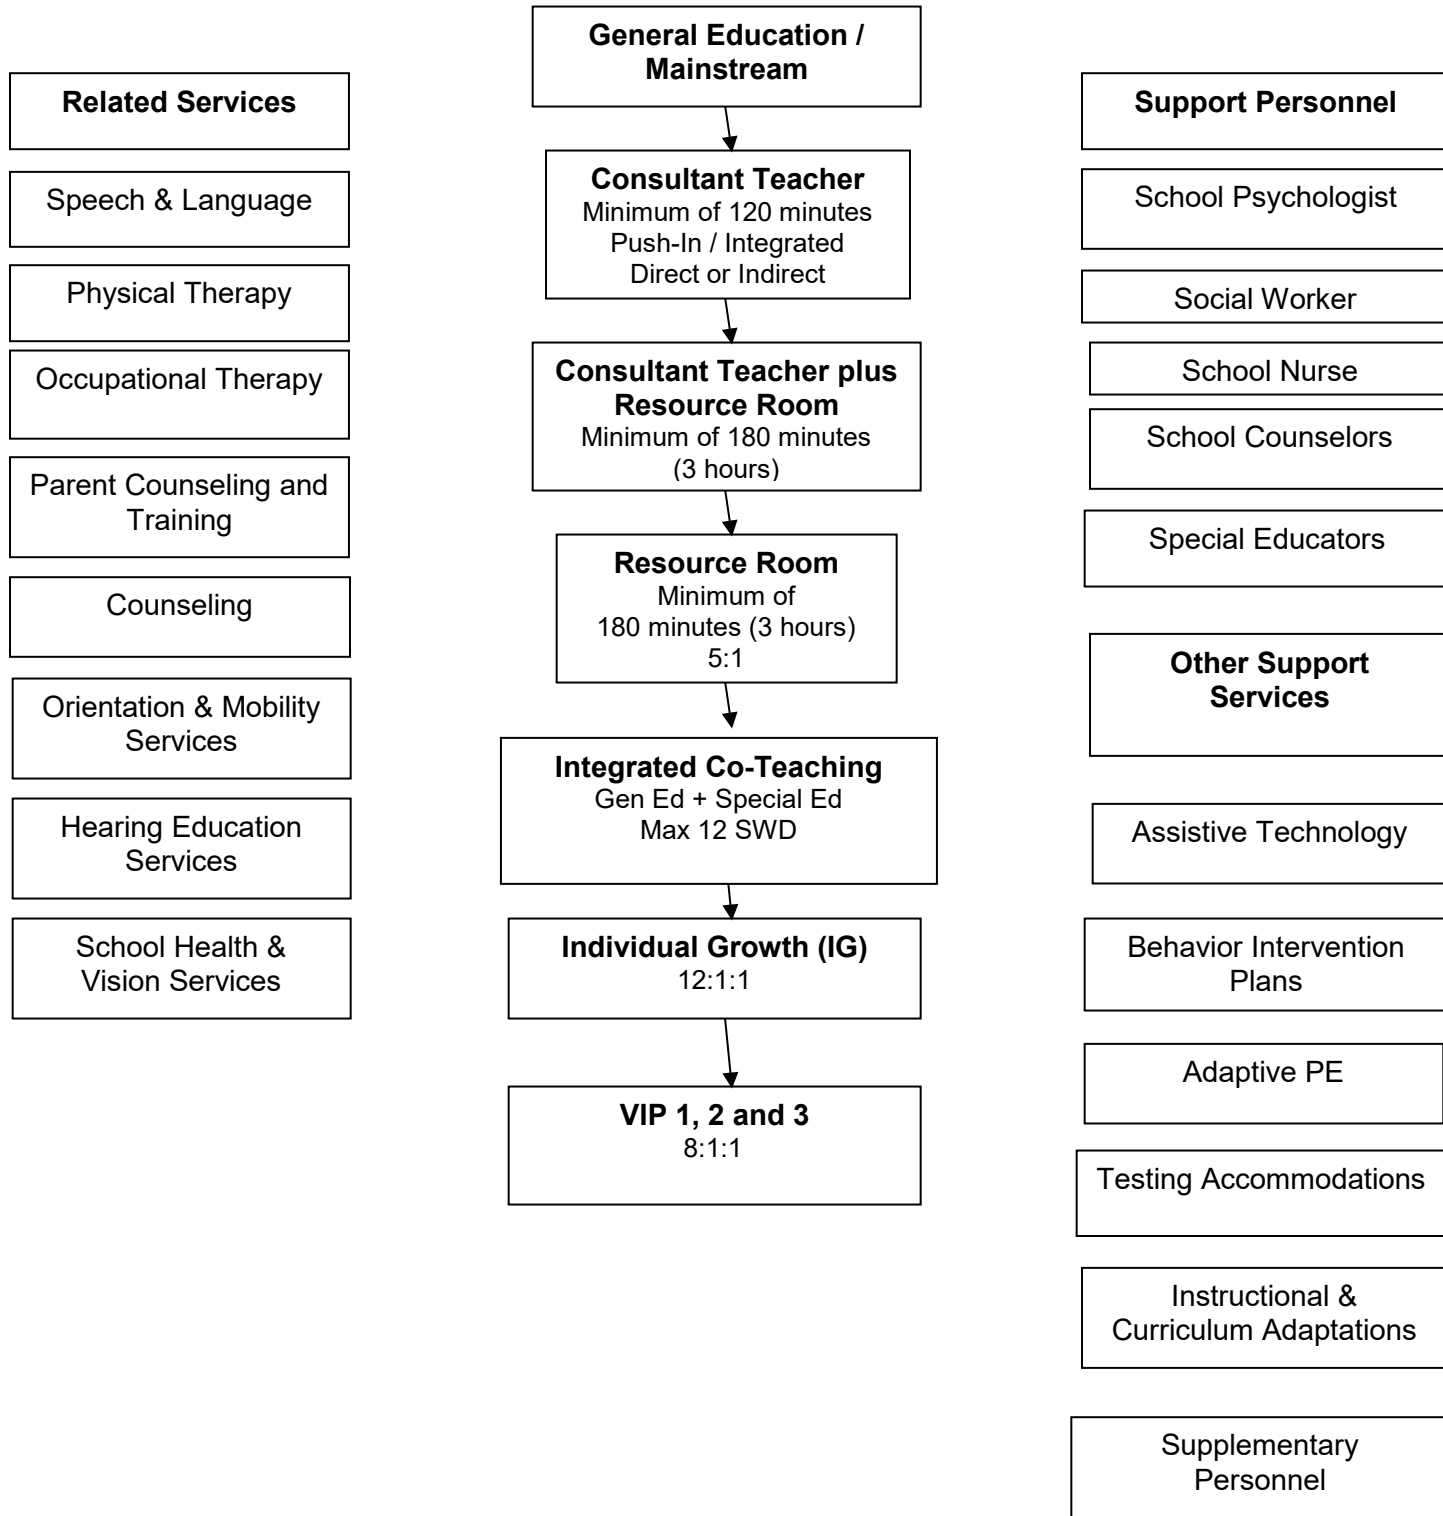 Related Services
Speech & Language
Physical Therapy
Occupational Therapy
Parent Counseling and
Training
Counseling
Orientation & Mobility
Services
Hearing Education
Services
School Health &
Vision Services
General Education /
Mainstream
Consultant Teacher
Minimum of 120 minutes
Push-In / Integrated
Direct or Indirect
Consultant Teacher plus
Resource Room
Minimum of 180 minutes
(3 hours)
Resource Room
Minimum of
180 minutes (3 hours)
5:1
Integrated Co-Teaching
Gen Ed + Special Ed
Max 12 SWD
Individual Growth (IG)
12:1:1
VIP 1, 2 and 3
8:1:1
Support Personnel
School Psychologist
Social Worker
School Nurse
School Counselors
Special Educators
Other Support
Services
Assistive Technology
Behavior Intervention
Plans
Adaptive PE
Testing Accommodations
Instructional &
Curriculum Adaptations
Supplementary
Personnel